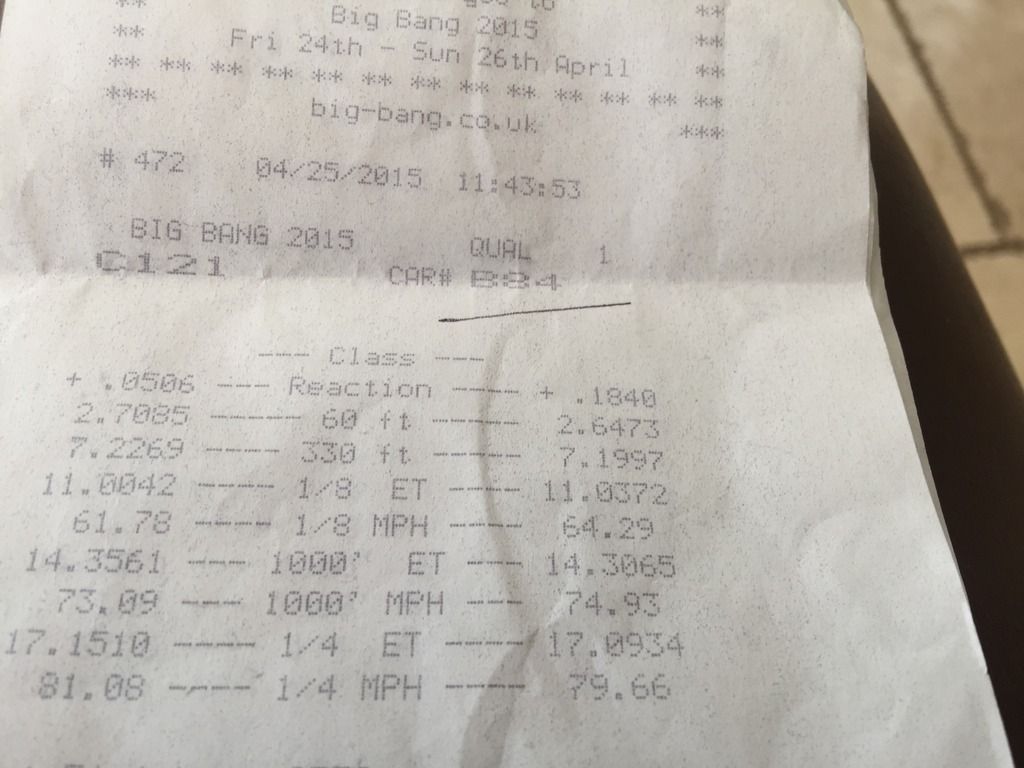 ** to **
** Big Bang 2015 **
** Fri 24th - Sun 26th April **
** ** ** ** ** ** ** ** ** ** ** ** **
*** big-bang.co.uk ***
# 472 04/25/2015 11:43:53
BIG BANG 2015 QUAL 1
C121 CAR# B84
--- Class ---
+ .0506 --- Reaction ---- + .1840
2.7085 ----- 60 ft ----- 2.6473
7.2269 ---- 330 ft ----- 7.1997
11.0042 ---- 1/8 ET ---- 11.0372
61.78 ---- 1/8 MPH ---- 64.29
14.3561 --- 1000' ET --- 14.3065
73.09 --- 1000' MPH --- 74.93
17.1510 ---- 1/4 ET ---- 17.0934
81.08 ---- 1/4 MPH ---- 79.66